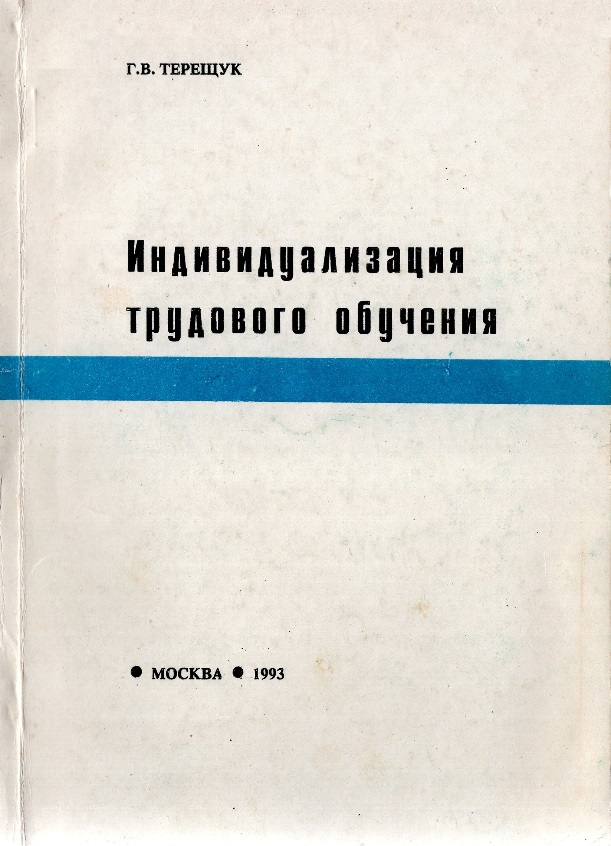 Г.В. ТЕРЕЩУК
Индивидуализация
трудового обучения
● МОСКВА ● 1993